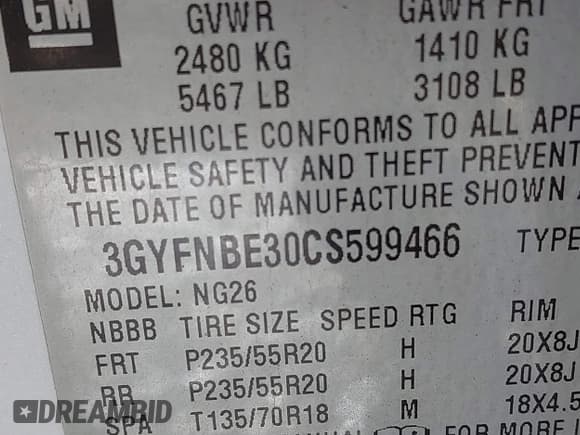 GM
GVWR GAWR FRT
2480 KG 1410 KG
5467 LB 3108 LB
THIS VEHICLE CONFORMS TO ALL APP
VEHICLE SAFETY AND THEFT PREVENT
THE DATE OF MANUFACTURE SHOWN
3GYFNBE30CS599466 TYPE
MODEL: NG26
NBBB TIRE SIZE SPEED RTG RIM
FRT P235/55R20 H 20X8J
RR P235/55R20 H 20X8J
SPA T135/70R18 M 18X4.5
FOR MORE
DREAMBID